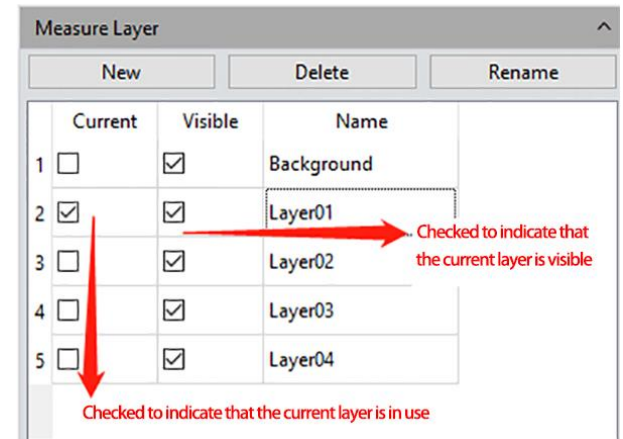 Measure Layer
New Delete Rename
Current Visible Name
1 Background
2 Layer01
Checked to indicate that
3 Layer02
the current layer is visible
4 Layer03
5 Layer04
Checked to indicate that the current layer is in use